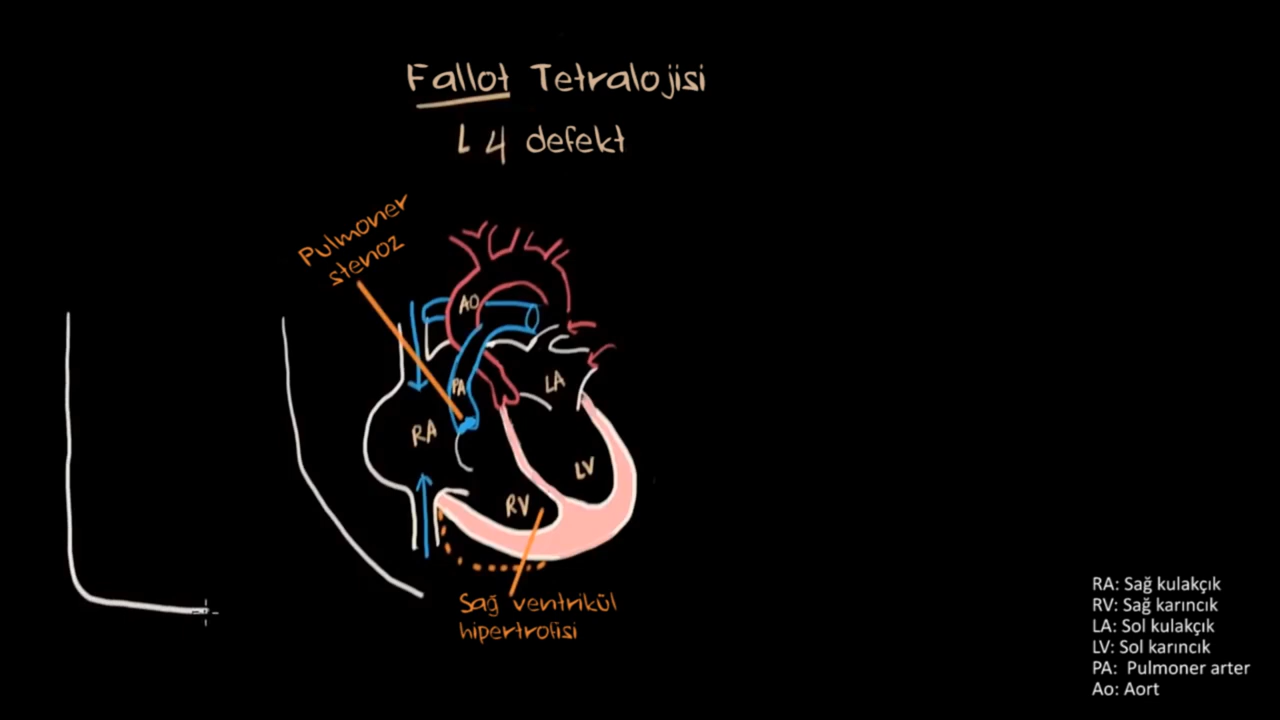 Fallot Tetralojisi
4 defekt
Pulmoner
stenoz
AO
PA
LA
RA
LV
RV
Sağ ventrikül
hipertrofisi
RA: Sağ kulakçık
RV: Sağ karıncık
LA: Sol kulakçık
LV: Sol karıncık
PA: Pulmoner arter
Ao: Aort